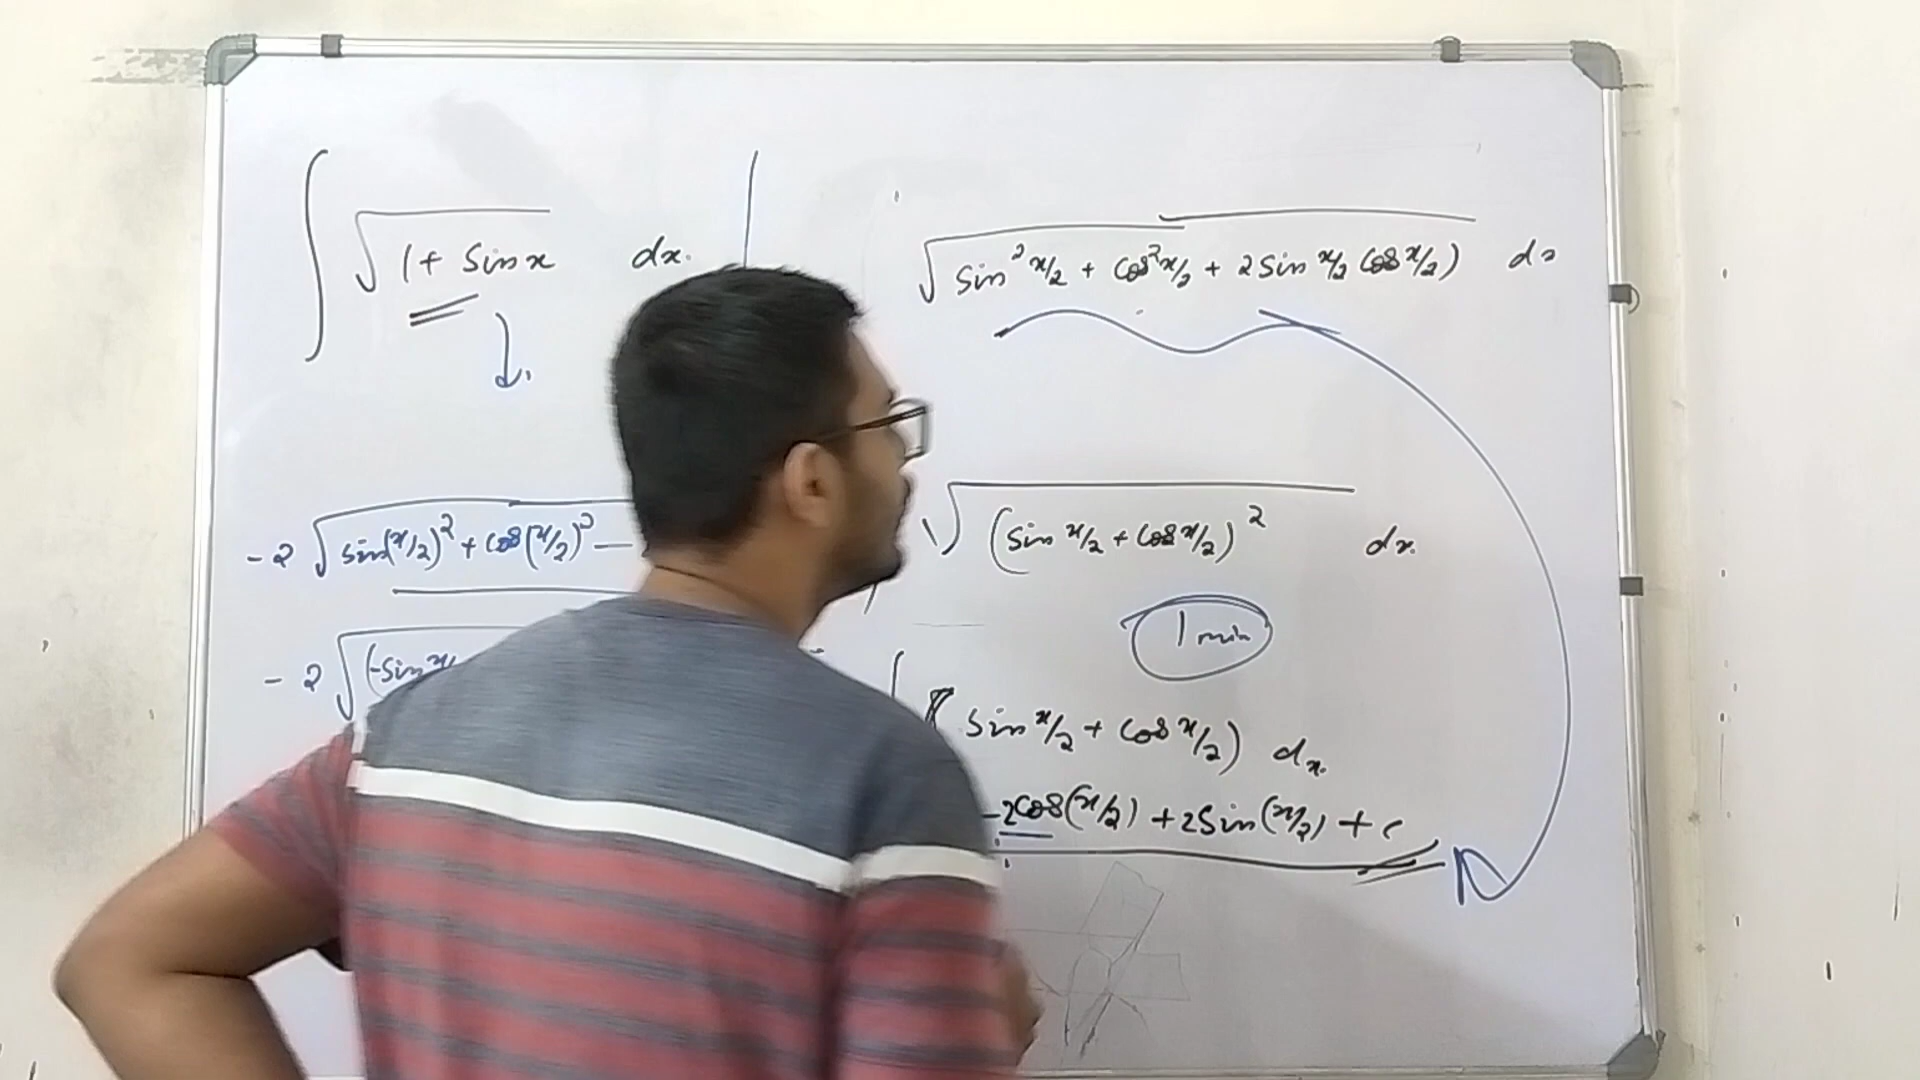 ∫ √(1 + Sin x dx.
- 2 √ sin(x/2)² + cos(x/2)² —
- 2 √ (-Sin x/
√ Sin² x/2 + Cos² x/2 + 2 Sin x/2 Cos x/2) dx
√ (Sin x/2 + Cos x/2)² dx.
1 min
∫ Sin x/2 + Cos x/2) dx.
-2Cos(x/2) + 2Sin(x/2) + c